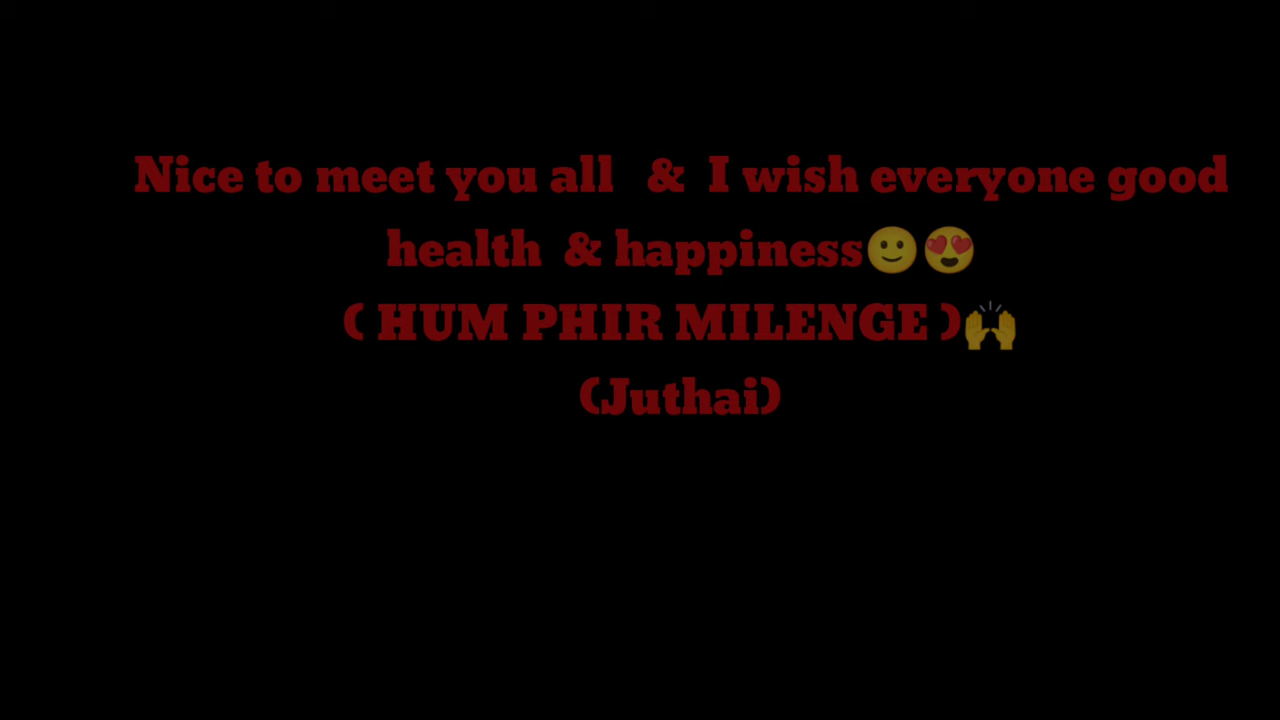 Nice to meet you all & I wish everyone good
health & happiness🙂😍
( HUM PHIR MILENGE )🙌
(Juthai)